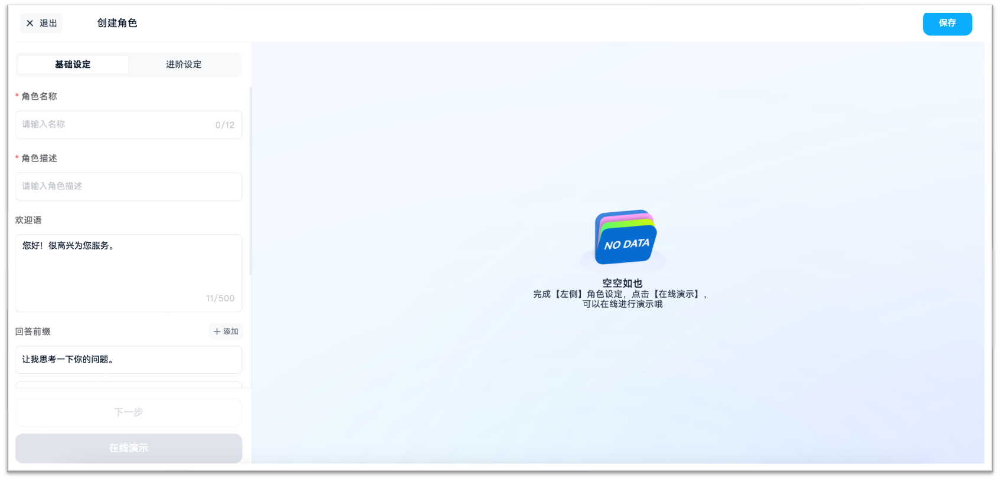 退出
创建角色
保存
基础设定
进阶设定
* 角色名称
请输入名称
0/12
* 角色描述
请输入角色描述
欢迎语
您好！很高兴为您服务。
11/500
回答前缀
添加
让我思考一下你的问题。
下一步
在线演示
NO DATA
空空如也
完成【左侧】角色设定，点击【在线演示】，
可以在线进行演示哦